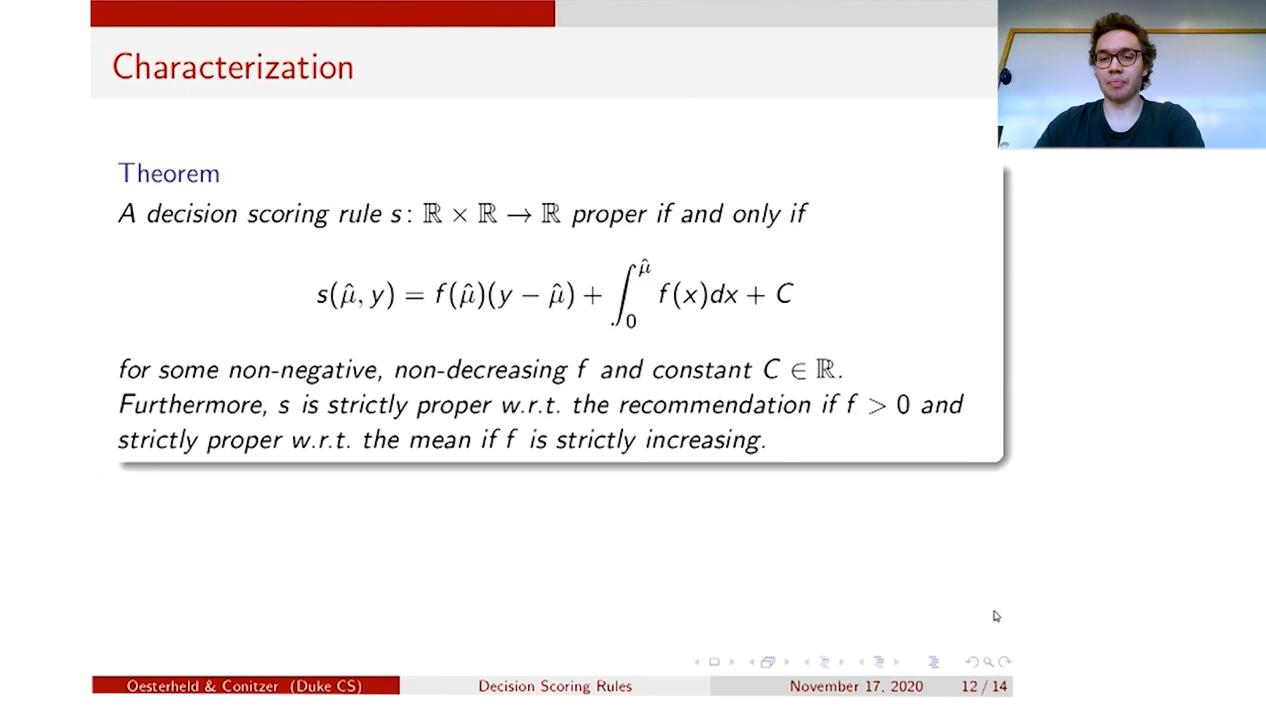 Characterization
Theorem
A decision scoring rule s: ℝ × ℝ → ℝ proper if and only if
s(μ̂, y) = f(μ̂)(y − μ̂) + ∫₀^μ̂ f(x)dx + C
for some non-negative, non-decreasing f and constant C ∈ ℝ.
Furthermore, s is strictly proper w.r.t. the recommendation if f > 0 and
strictly proper w.r.t. the mean if f is strictly increasing.
Oesterheld & Conitzer (Duke CS) Decision Scoring Rules November 17, 2020 12 / 14